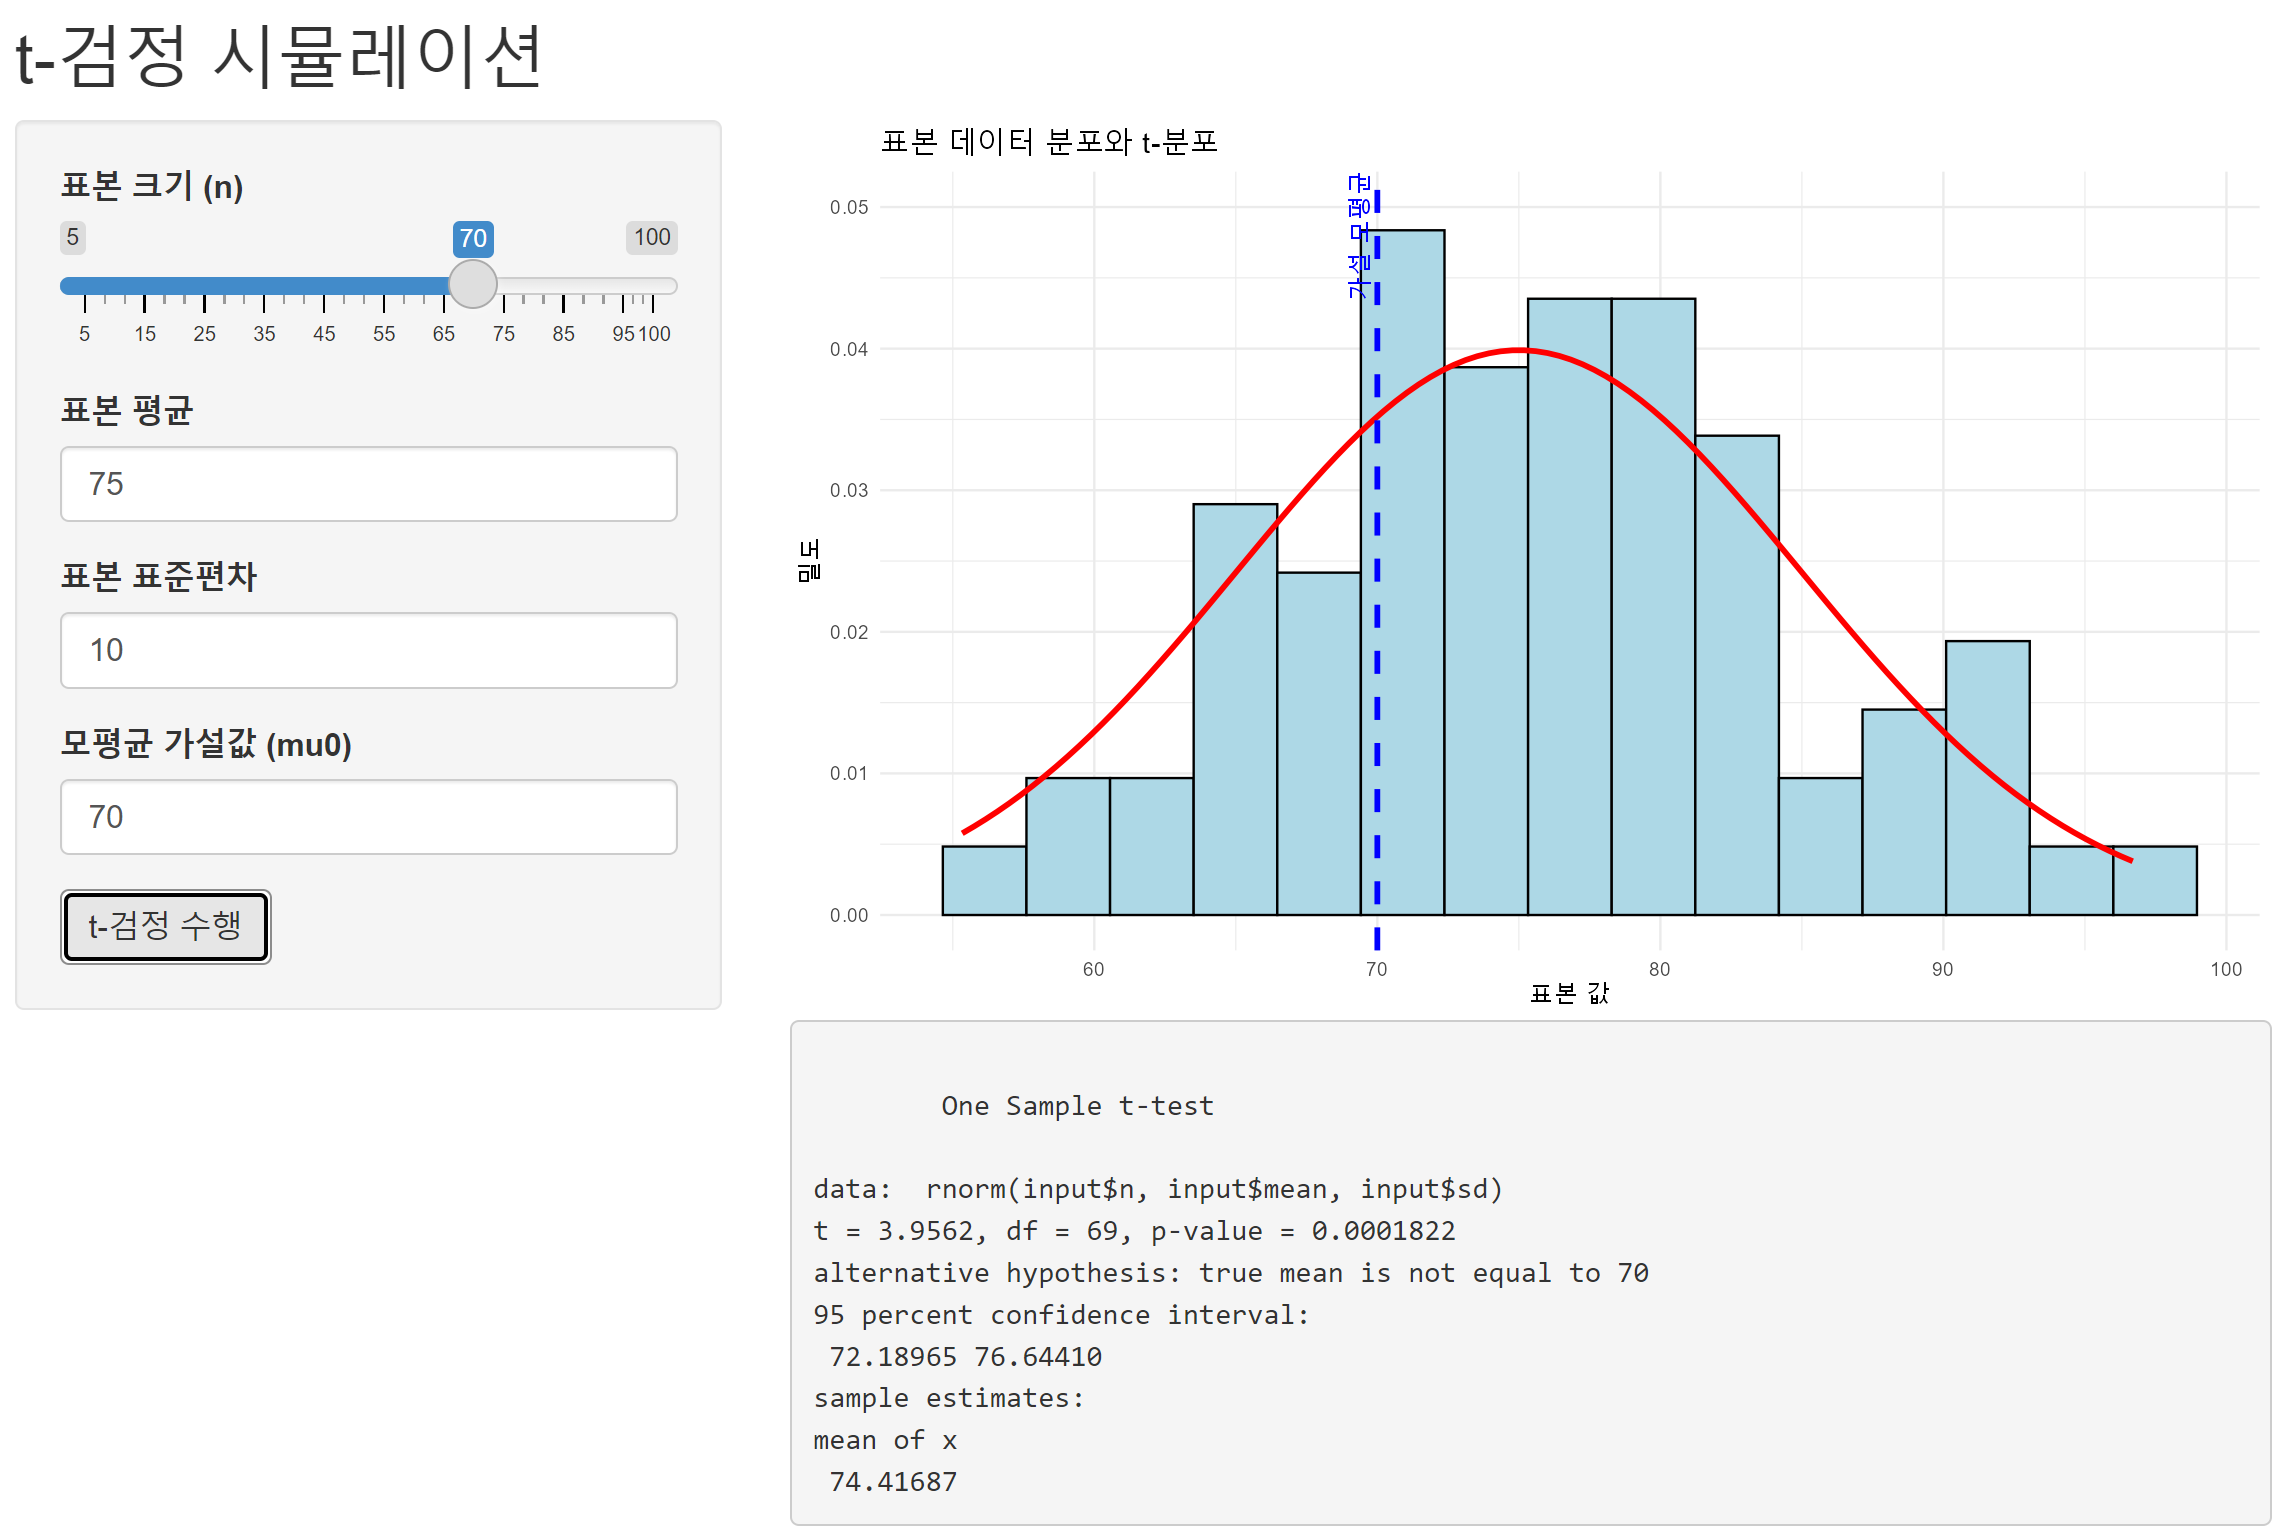 t-검정 시뮬레이션
표본 크기 (n)
5 70 100
5 15 25 35 45 55 65 75 85 95 100
표본 평균
75
표본 표준편차
10
모평균 가설값 (mu0)
70
t-검정 수행
표본 데이터 분포와 t-분포
가설 모평균
밀도
0.05
0.04
0.03
0.02
0.01
0.00
60 70 80 90 100
표본 값
One Sample t-test
data:  rnorm(input$n, input$mean, input$sd)
t = 3.9562, df = 69, p-value = 0.0001822
alternative hypothesis: true mean is not equal to 70
95 percent confidence interval:
72.18965 76.64410
sample estimates:
mean of x
74.41687